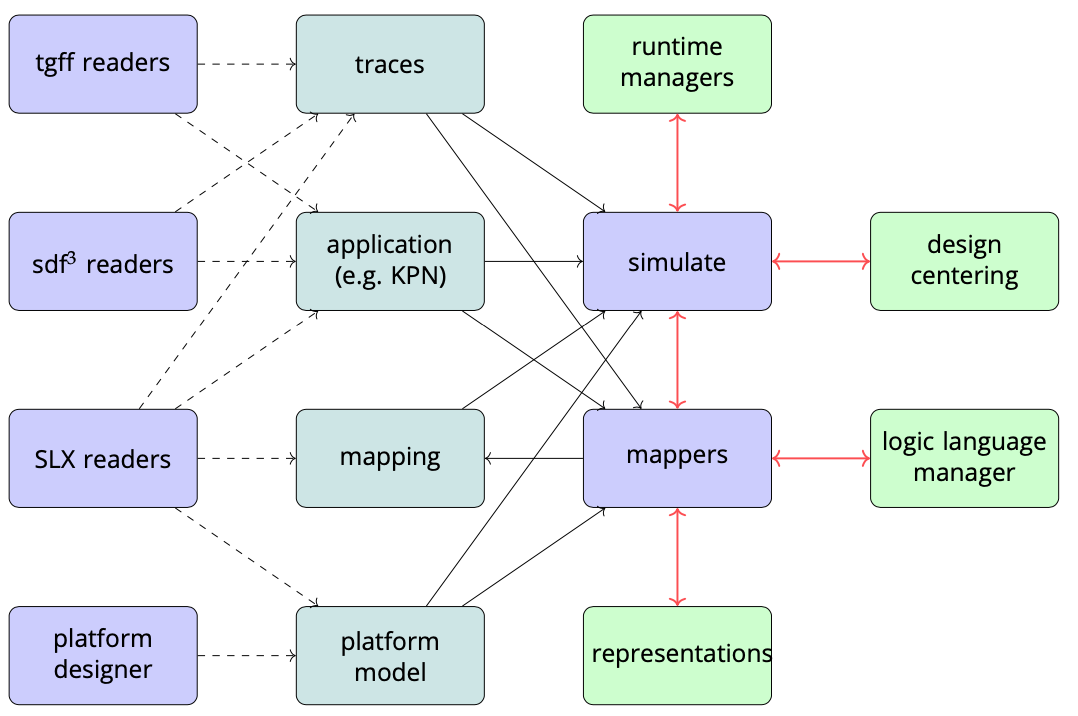 tgff readers
traces
runtime
managers
sdf³ readers
application
(e.g. KPN)
simulate
design
centering
SLX readers
mapping
mappers
logic language
manager
platform
designer
platform
model
representations